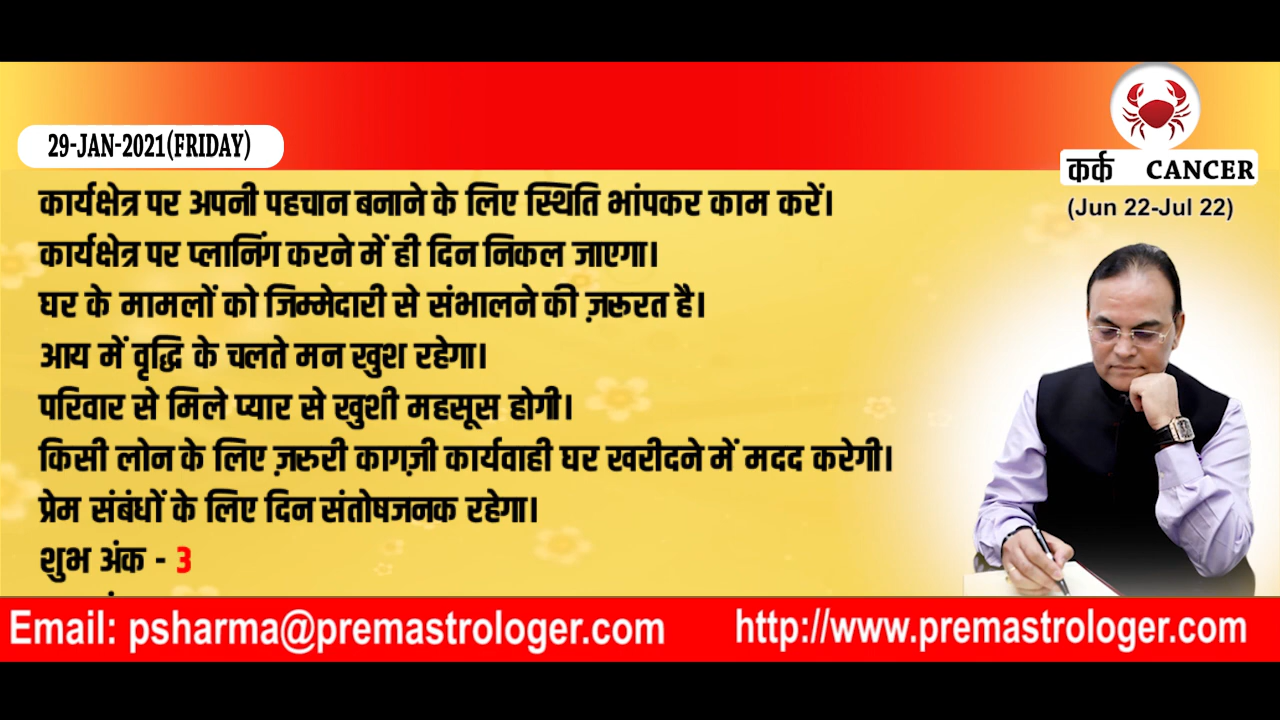 29-JAN-2021(FRIDAY)
कर्क CANCER
(Jun 22-Jul 22)
कार्यक्षेत्र पर अपनी पहचान बनाने के लिए स्थिति भांपकर काम करें।
कार्यक्षेत्र पर प्लानिंग करने में ही दिन निकल जाएगा।
घर के मामलों को जिम्मेदारी से संभालने की ज़रूरत है।
आय में वृद्धि के चलते मन खुश रहेगा।
परिवार से मिले प्यार से खुशी महसूस होगी।
किसी लोन के लिए ज़रुरी कागज़ी कार्यवाही घर खरीदने में मदद करेगी।
प्रेम संबंधों के लिए दिन संतोषजनक रहेगा।
शुभ अंक - 3
Email: psharma@premastrologer.com
http://www.premastrologer.com